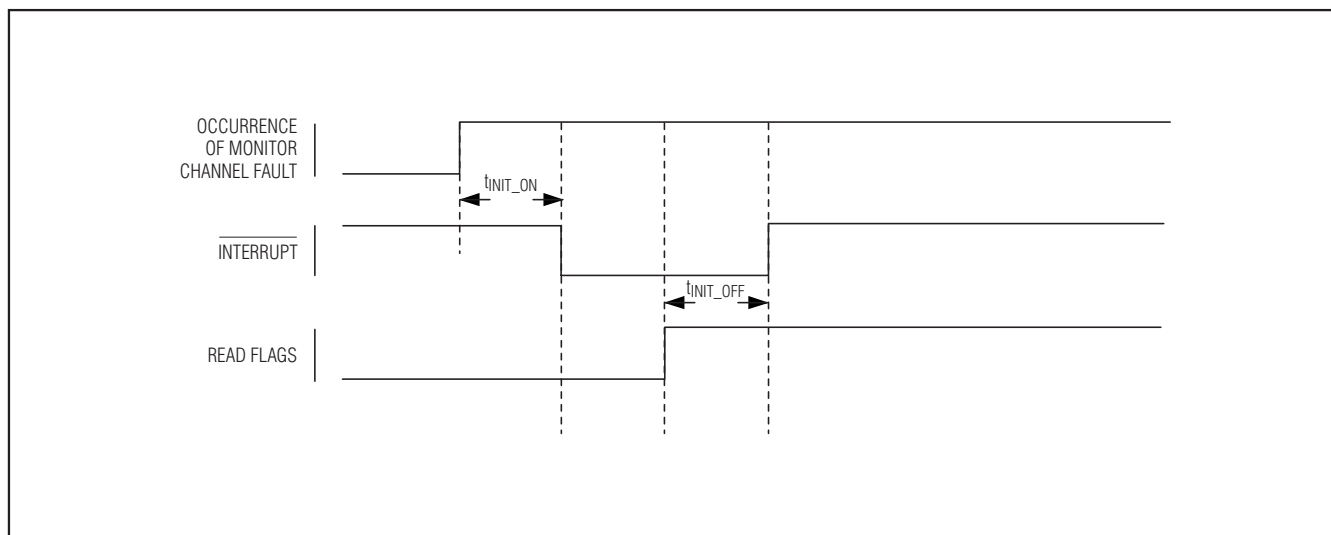 OCCURRENCE
OF MONITOR
CHANNEL FAULT
tINIT_ON
INTERRUPT
tINIT_OFF
READ FLAGS